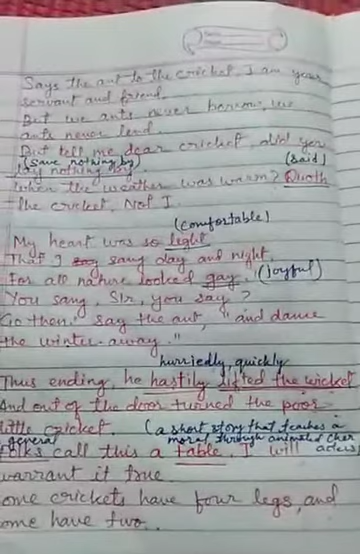 Says the ant to the cricket, I am your
servant and friend.
But we ants never borrow, we
ants never lend.
But tell me dear cricket, did you
(save nothing by) (said)
lay nothing by
When the weather was warm? Quoth
the cricket, Not I.
(comfortable)
My heart was so light
That I sang day and night,
For all nature looked gay. (Joyful)
You sang, Sir, you say?
Go then, "say the ant, "and dance
the winter away."
hurriedly, quickly
Thus ending, he hastily lifted the wicket
And out of the door turned the poor
little cricket. (a short story that teaches a
general moral through animated char
folks call this a fable. I will acters)
warrant it true
ome crickets have four legs, and
ome have two.